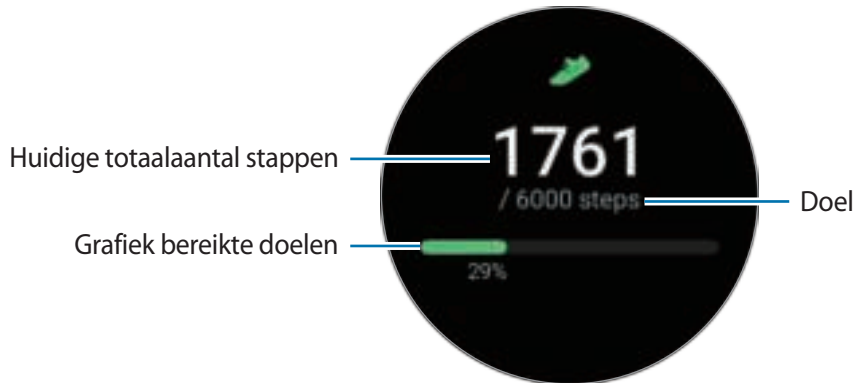 1761
Huidige totaalaantal stappen
/ 6000 steps
Doel
Grafiek bereikte doelen
29%